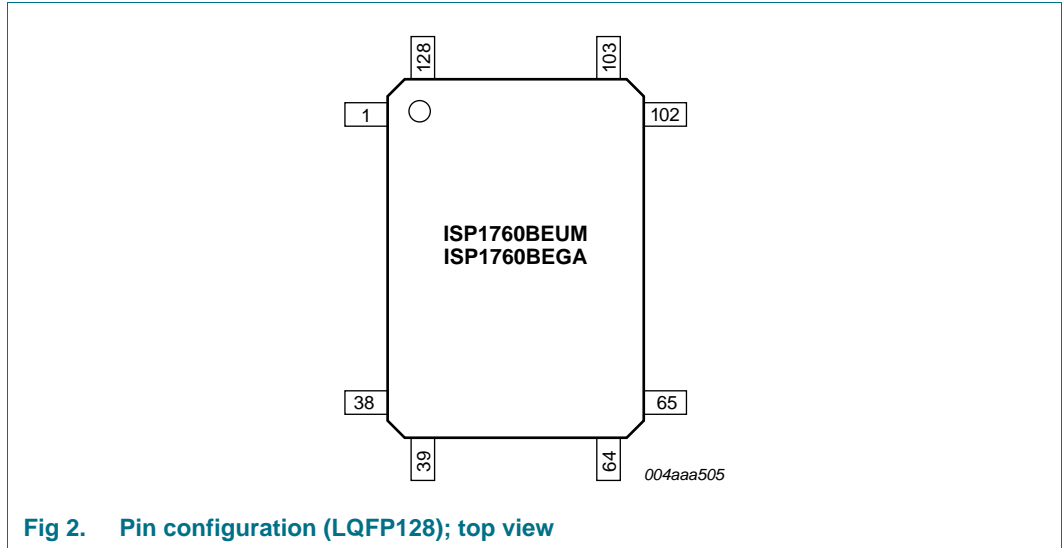 128 103
1 102
ISP1760BEUM
ISP1760BEGA
38 65
39 64
004aaa505
Fig 2. Pin configuration (LQFP128); top view